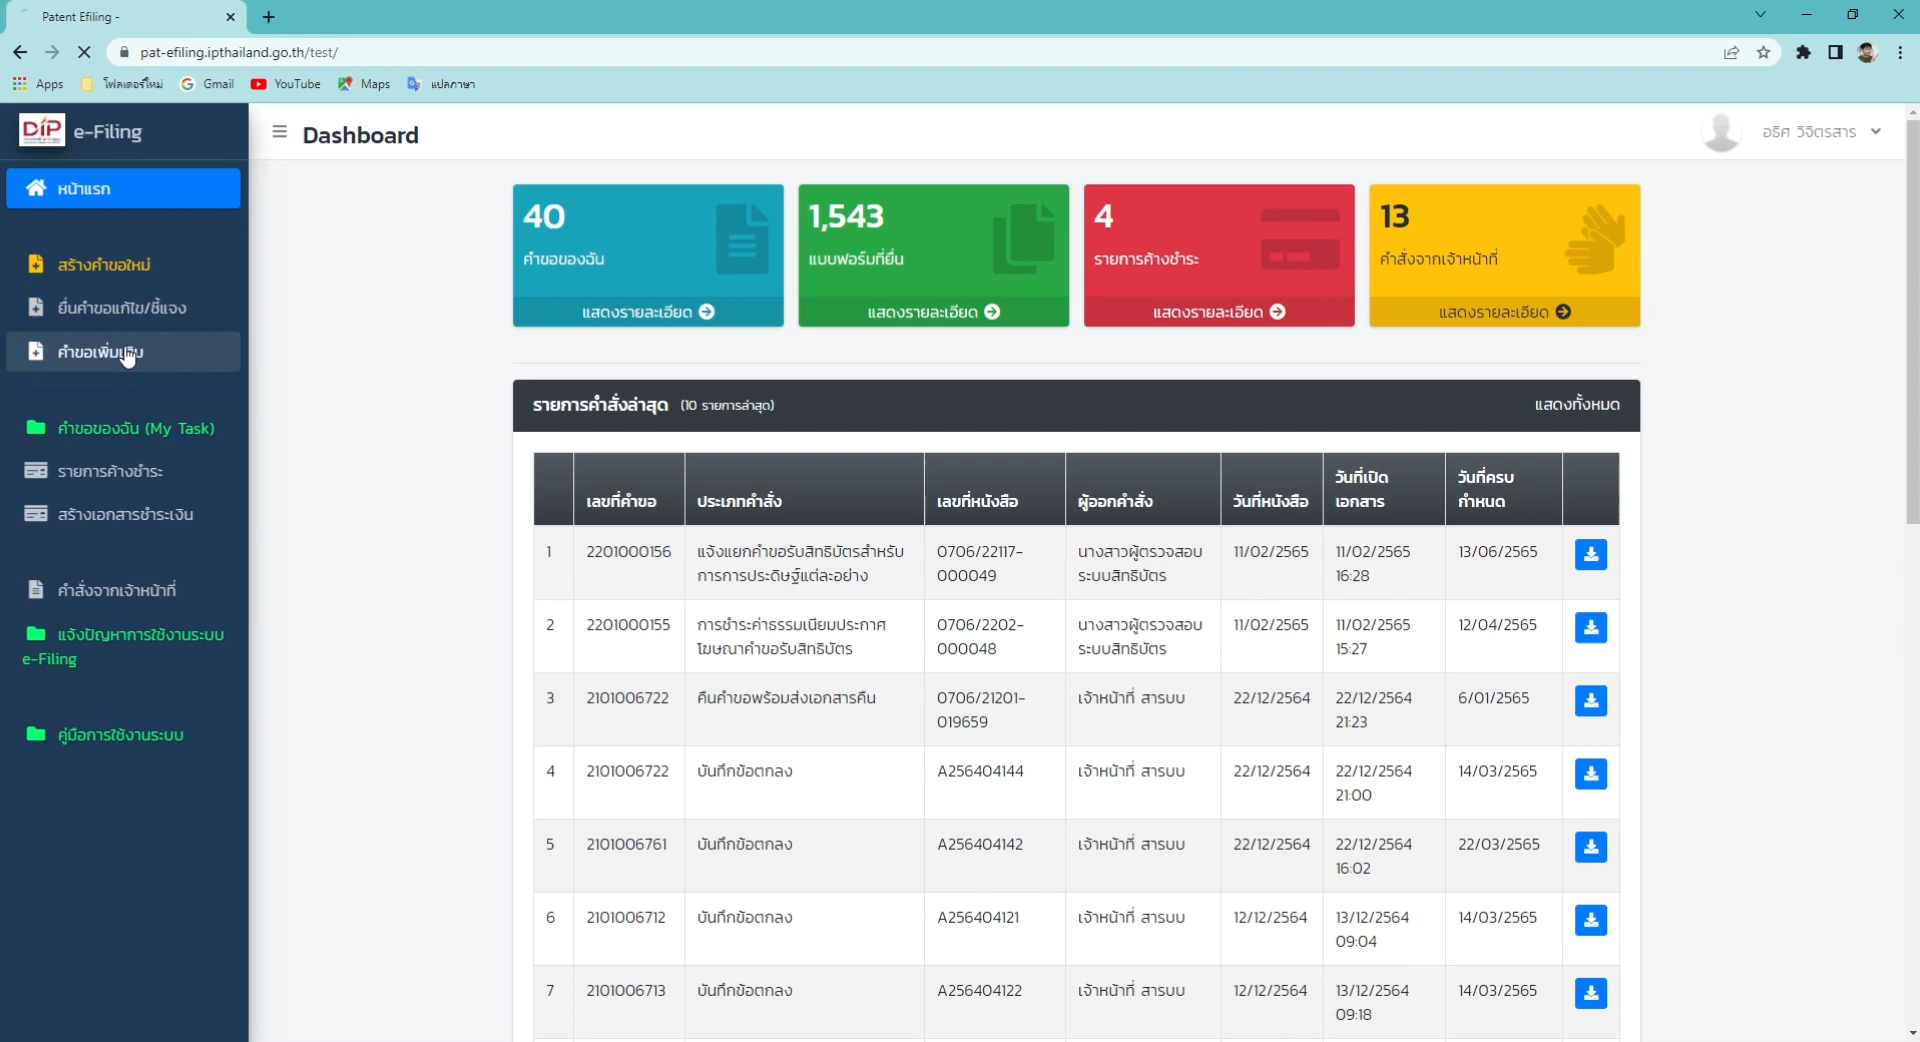 Patent Efiling -
pat-efiling.ipthailand.go.th/test/
Apps
โฟลเดอร์ใหม่
Gmail
YouTube
Maps
แปลภาษา
DIP
e-Filing
Dashboard
อธิศ วิจิตรสาร
หน้าแรก
สร้างคำขอใหม่
ยื่นคำขอแก้ไข/ชี้แจง
คำขอของฉัน (My Task)
รายการค้างชำระ
สร้างเอกสารชำระเงิน
คำสั่งจากเจ้าหน้าที่
แจ้งปัญหาการใช้งานระบบ
e-Filing
คู่มือการใช้งานระบบ
40
คำขอของฉัน
แสดงรายละเอียด
1,543
แบบฟอร์มที่ยื่น
แสดงรายละเอียด
4
รายการค้างชำระ
แสดงรายละเอียด
13
คำสั่งจากเจ้าหน้าที่
แสดงรายละเอียด
รายการคำสั่งล่าสุด (10 รายการล่าสุด) แสดงทั้งหมด
เลขที่คำขอ ประเภทคำสั่ง เลขที่หนังสือ ผู้ออกคำสั่ง วันที่หนังสือ วันที่เปิด วันที่ครบ
เอกสาร กำหนด
1 2201000156 แจ้งแยกคำขอรับสิทธิบัตรสำหรับ 0706/22117- นางสาวผู้ตรวจสอบ 11/02/2565 11/02/2565 13/06/2565
การการประดิษฐ์แต่ละอย่าง 000049 ระบบสิทธิบัตร 16:28
2 2201000155 การชำระค่าธรรมเนียมประกาศ 0706/2202- นางสาวผู้ตรวจสอบ 11/02/2565 11/02/2565 12/04/2565
โฆษณาคำขอรับสิทธิบัตร 000048 ระบบสิทธิบัตร 15:27
3 2101006722 คืนคำขอพร้อมส่งเอกสารคืน 0706/21201- เจ้าหน้าที่ สารบบ 22/12/2564 22/12/2564 6/01/2565
019659 21:23
4 2101006722 บันทึกข้อตกลง A256404144 เจ้าหน้าที่ สารบบ 22/12/2564 22/12/2564 14/03/2565
21:00
5 2101006761 บันทึกข้อตกลง A256404142 เจ้าหน้าที่ สารบบ 22/12/2564 22/12/2564 22/03/2565
16:02
6 2101006712 บันทึกข้อตกลง A256404121 เจ้าหน้าที่ สารบบ 12/12/2564 13/12/2564 14/03/2565
09:04
7 2101006713 บันทึกข้อตกลง A256404122 เจ้าหน้าที่ สารบบ 12/12/2564 13/12/2564 14/03/2565
09:18